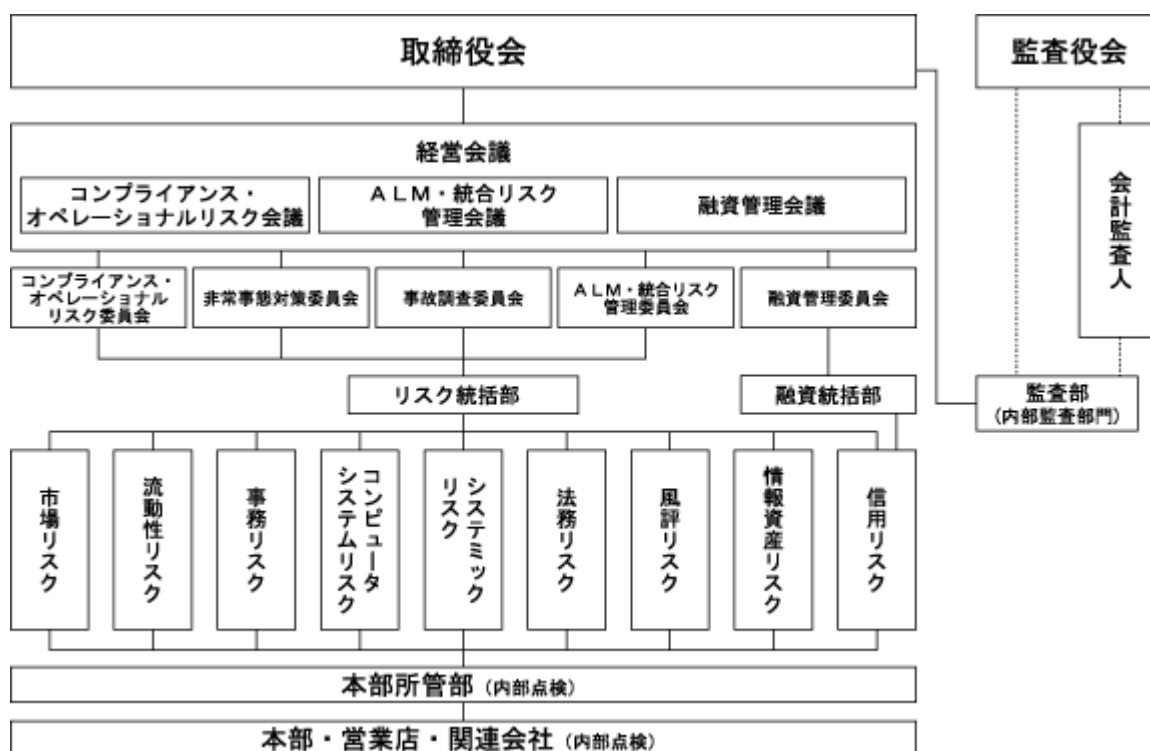 取締役会
監査役会
経営会議
コンプライアンス・
オペレーショナルリスク会議
ＡＬＭ・統合リスク
管理会議
融資管理会議
会計監査人
コンプライアンス・
オペレーショナル
リスク委員会
非常事態対策委員会
事故調査委員会
ＡＬＭ・統合リスク
管理委員会
融資管理委員会
リスク統括部
融資統括部
監査部
（内部監査部門）
市場リスク
流動性リスク
事務リスク
コンピュータ
システムリスク
システミック
リスク
法務リスク
風評リスク
情報資産リスク
信用リスク
本部所管部（内部点検）
本部・営業店・関連会社（内部点検）